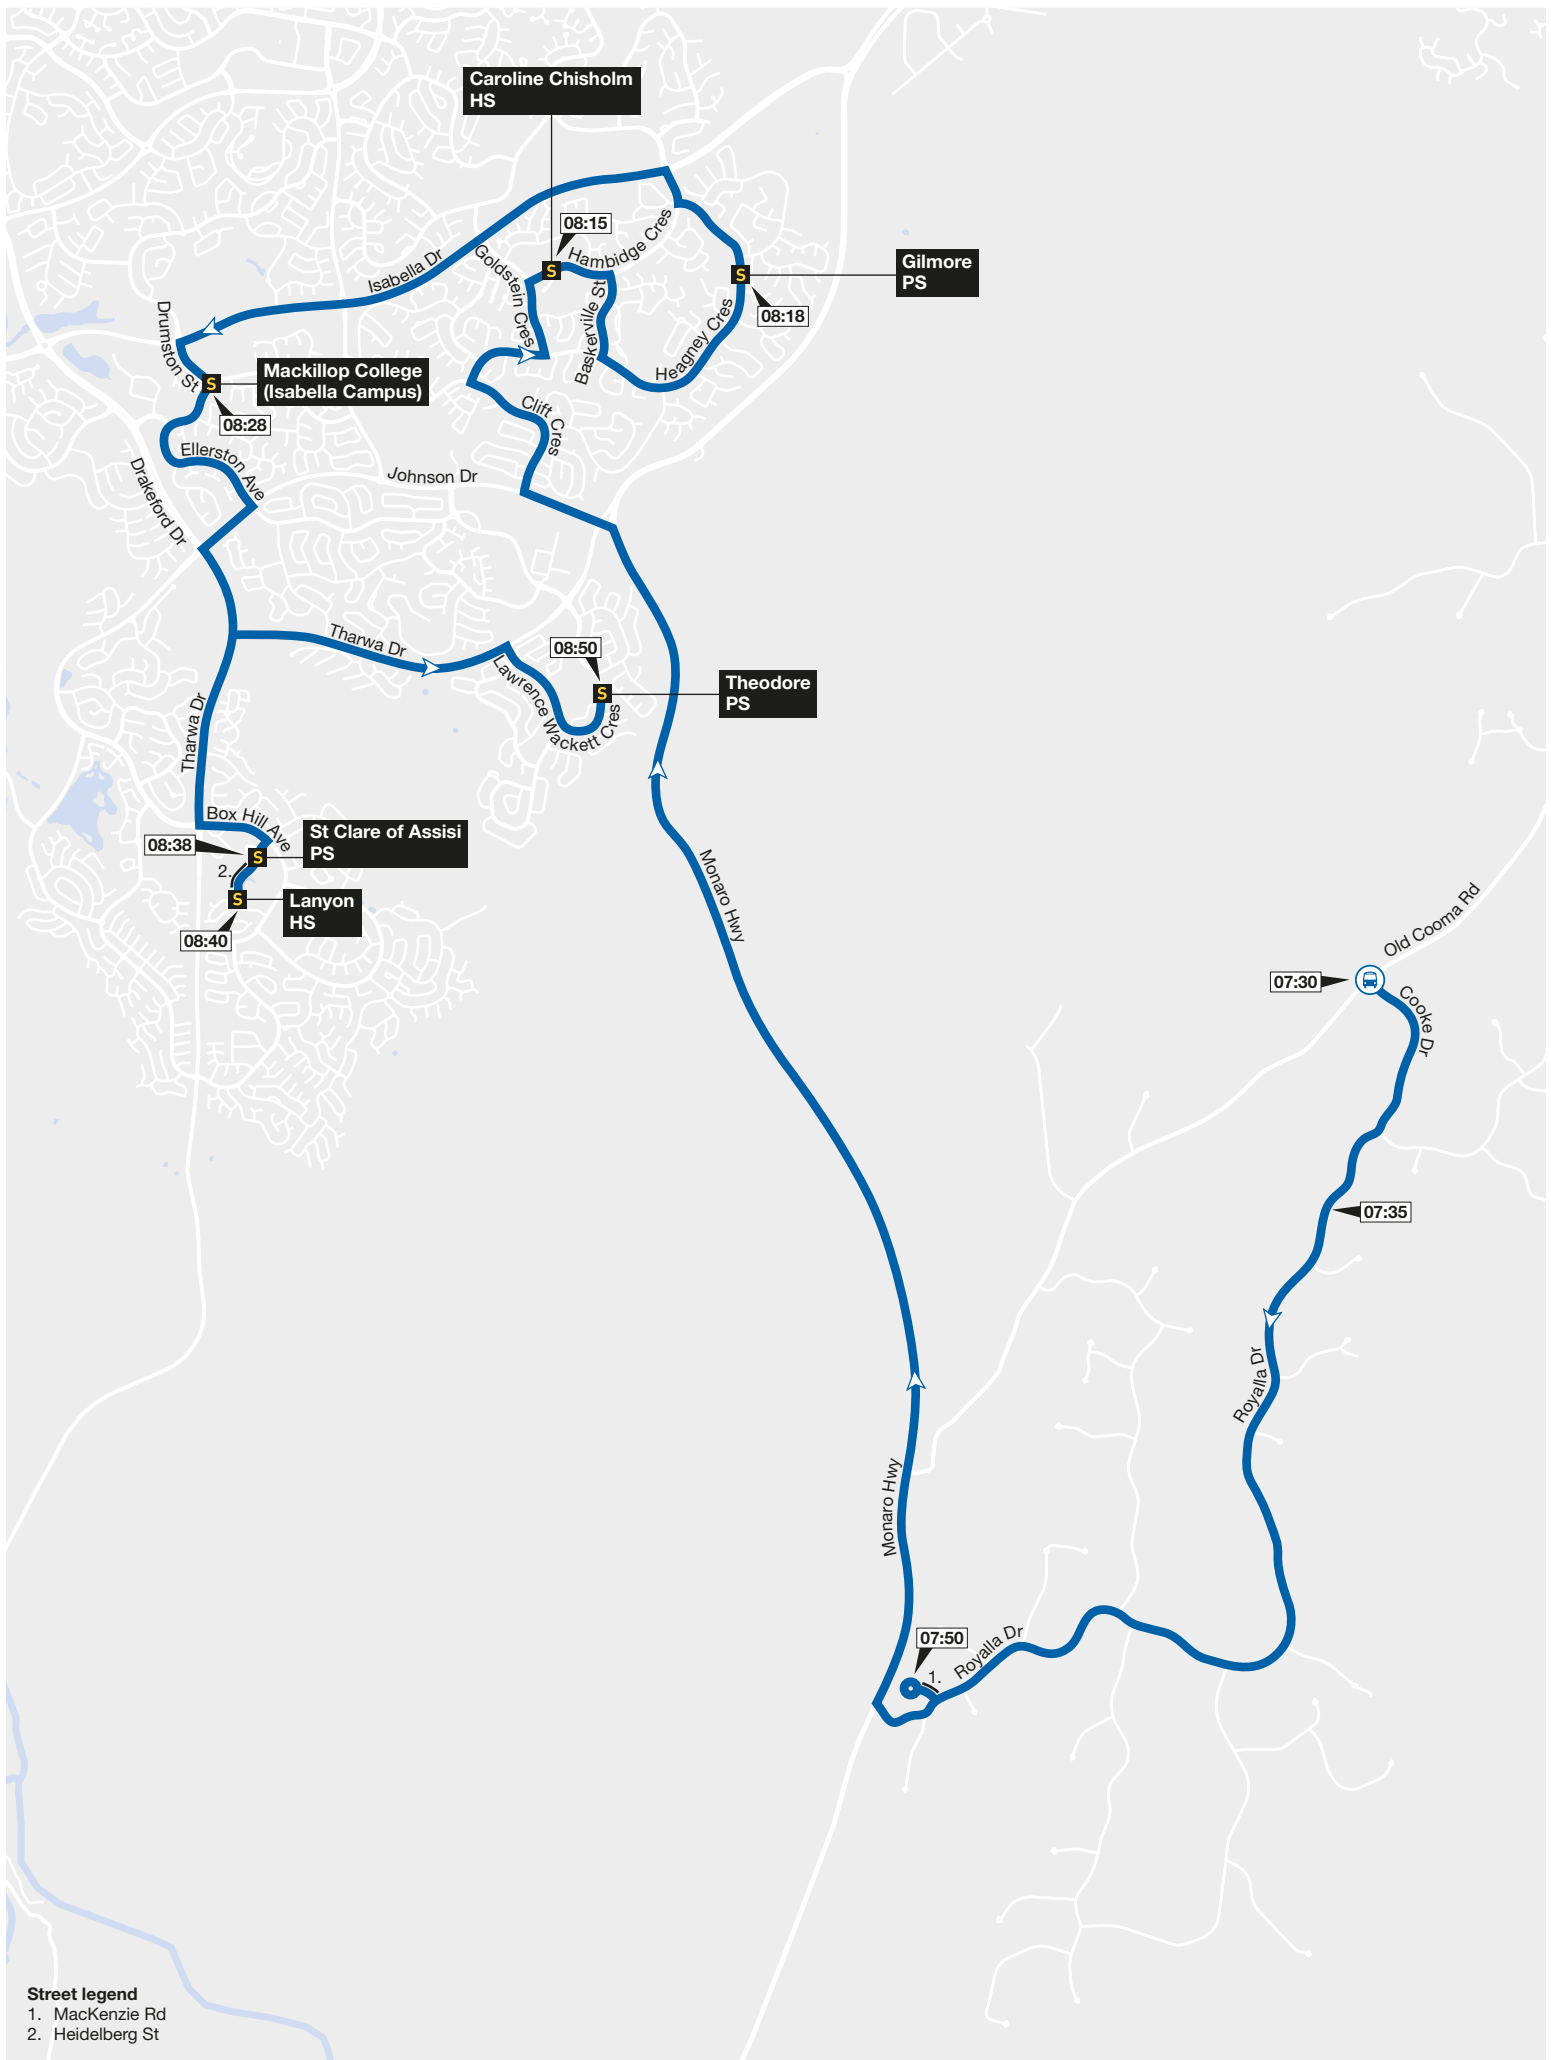 Caroline Chisholm
HS
08:15
Hambidge Cres
Goldstein Cres
Isabella Dr
S
S
Gilmore
PS
08:18
Baskerville St
Heagney Cres
Drumston St
Mackillop College
(Isabella Campus)
S
08:28
Clift Cres
Ellerston Ave
Johnson Dr
Drakeford Dr
Tharwa Dr
08:50
S
Theodore
PS
Lawrence Wackett Cres
Tharwa Dr
Box Hill Ave
08:38
S
St Clare of Assisi
PS
2.
S
Lanyon
HS
08:40
Monaro Hwy
Old Cooma Rd
07:30
Cooke Dr
07:35
Royalla Dr
Monaro Hwy
07:50
1.
Royalla Dr
Street legend
1. MacKenzie Rd
2. Heidelberg St